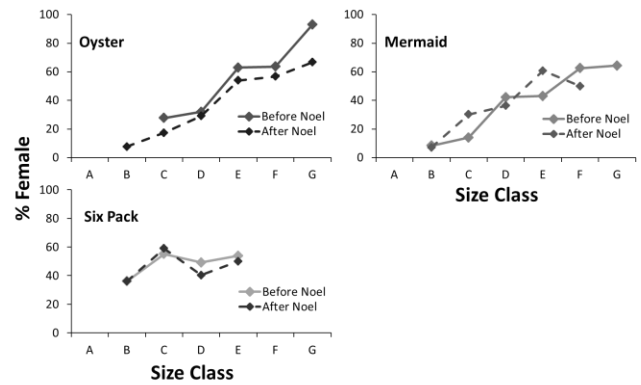 Oyster
100
80
60
40
20
0
A B C D E F G
Before Noel
After Noel
Mermaid
100
80
60
40
20
0
A B C D E F G
Before Noel
After Noel
Size Class
% Female
Six Pack
100
80
60
40
20
0
A B C D E F G
Before Noel
After Noel
Size Class